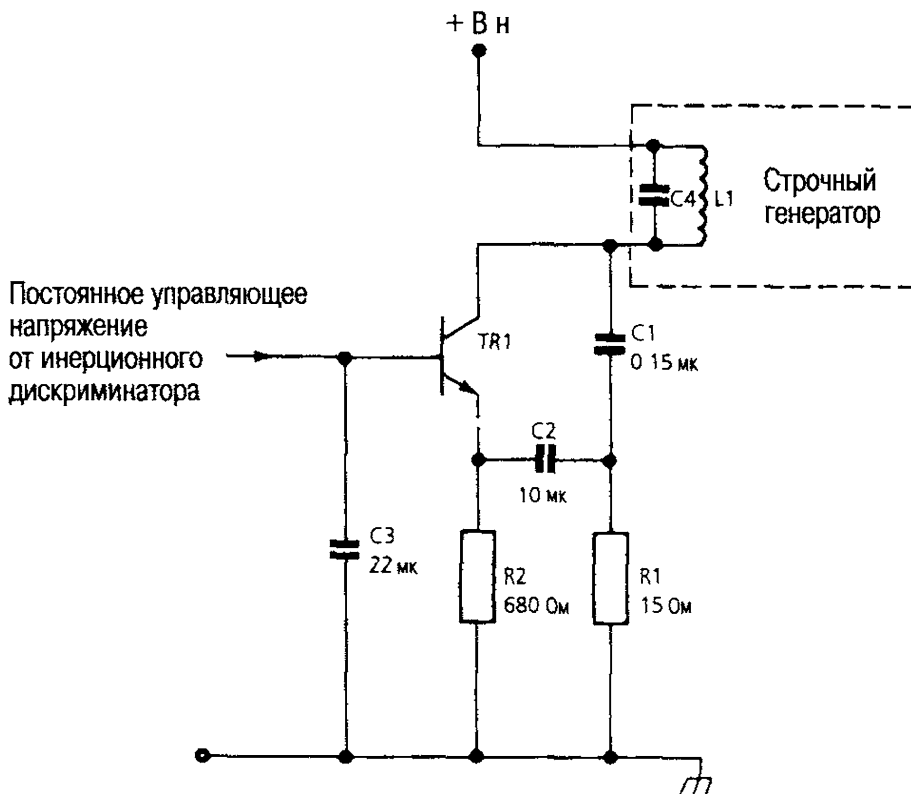 + В н
Строчный
генератор
C4
L1
Постоянное управляющее
напряжение
от инерционного
дискриминатора
TR1
C1
0 15 мк
C2
10 мк
C3
22 мк
R2
680 Ом
R1
15 Ом